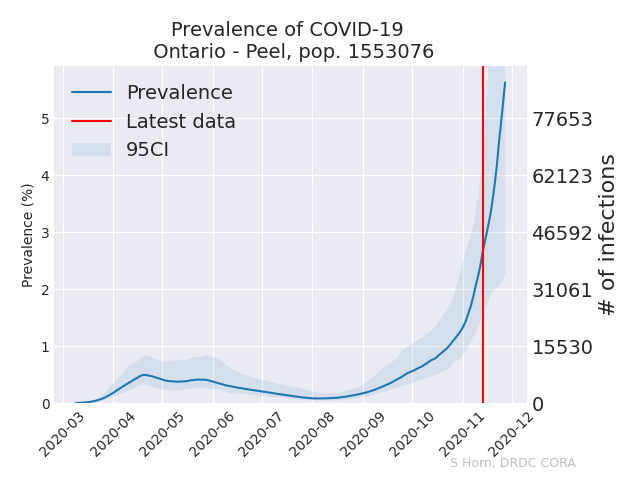 Prevalence of COVID-19
Ontario - Peel, pop. 1553076
Prevalence
Latest data
95CI
Prevalence (%)
5
4
3
2
1
0
77653
62123
46592
31061
15530
0
# of infections
2020-03
2020-04
2020-05
2020-06
2020-07
2020-08
2020-09
2020-10
2020-11
2020-12
S Horn, DRDC CORA